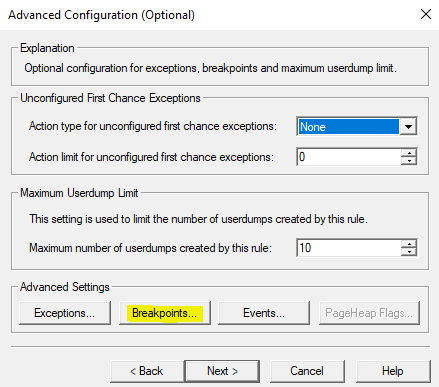 Advanced Configuration (Optional)
Explanation
Optional configuration for exceptions, breakpoints and maximum userdump limit.
Unconfigured First Chance Exceptions
Action type for unconfigured first chance exceptions: None
Action limit for unconfigured first chance exceptions: 0
Maximum Userdump Limit
This setting is used to limit the number of userdumps created by this rule.
Maximum number of userdumps created by this rule: 10
Advanced Settings
Exceptions... Breakpoints... Events... PageHeap Flags...
< Back Next > Cancel Help